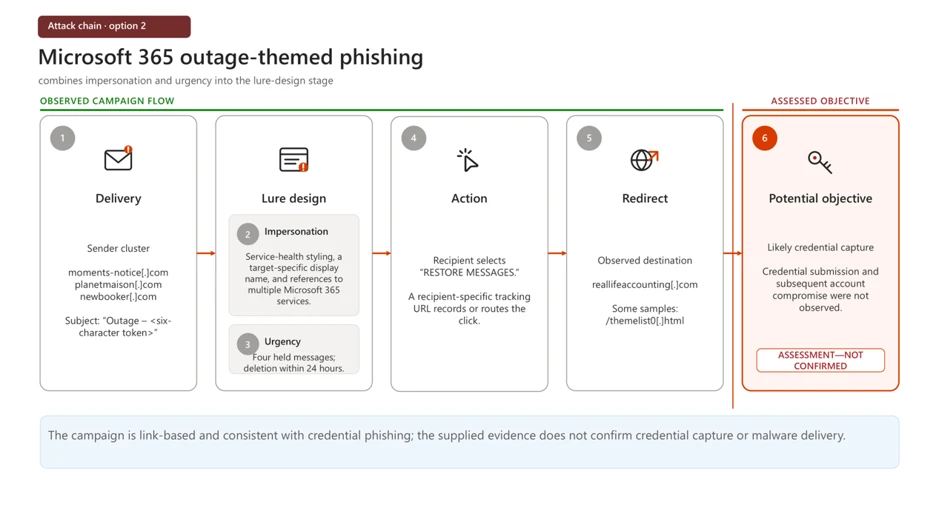 Attack chain · option 2
Microsoft 365 outage-themed phishing
combines impersonation and urgency into the lure-design stage
OBSERVED CAMPAIGN FLOW
ASSESSED OBJECTIVE
1
Delivery
Sender cluster
moments-notice[.]com
planetmaison[.]com
newbooker[.]com
Subject: “Outage – <six-
character token>”
Lure design
2
Impersonation
Service-health styling, a
target-specific display
name, and references to
multiple Microsoft 365
services.
3
Urgency
Four held messages;
deletion within 24 hours.
4
Action
Recipient selects
“RESTORE MESSAGES.”
A recipient-specific tracking
URL records or routes the
click.
5
Redirect
Observed destination
reallifeaccounting[.]com
Some samples:
/themelist0[.]html
6
Potential objective
Likely credential capture
Credential submission and
subsequent account
compromise were not
observed.
ASSESSMENT—NOT
CONFIRMED
The campaign is link-based and consistent with credential phishing; the supplied evidence does not confirm credential capture or malware delivery.